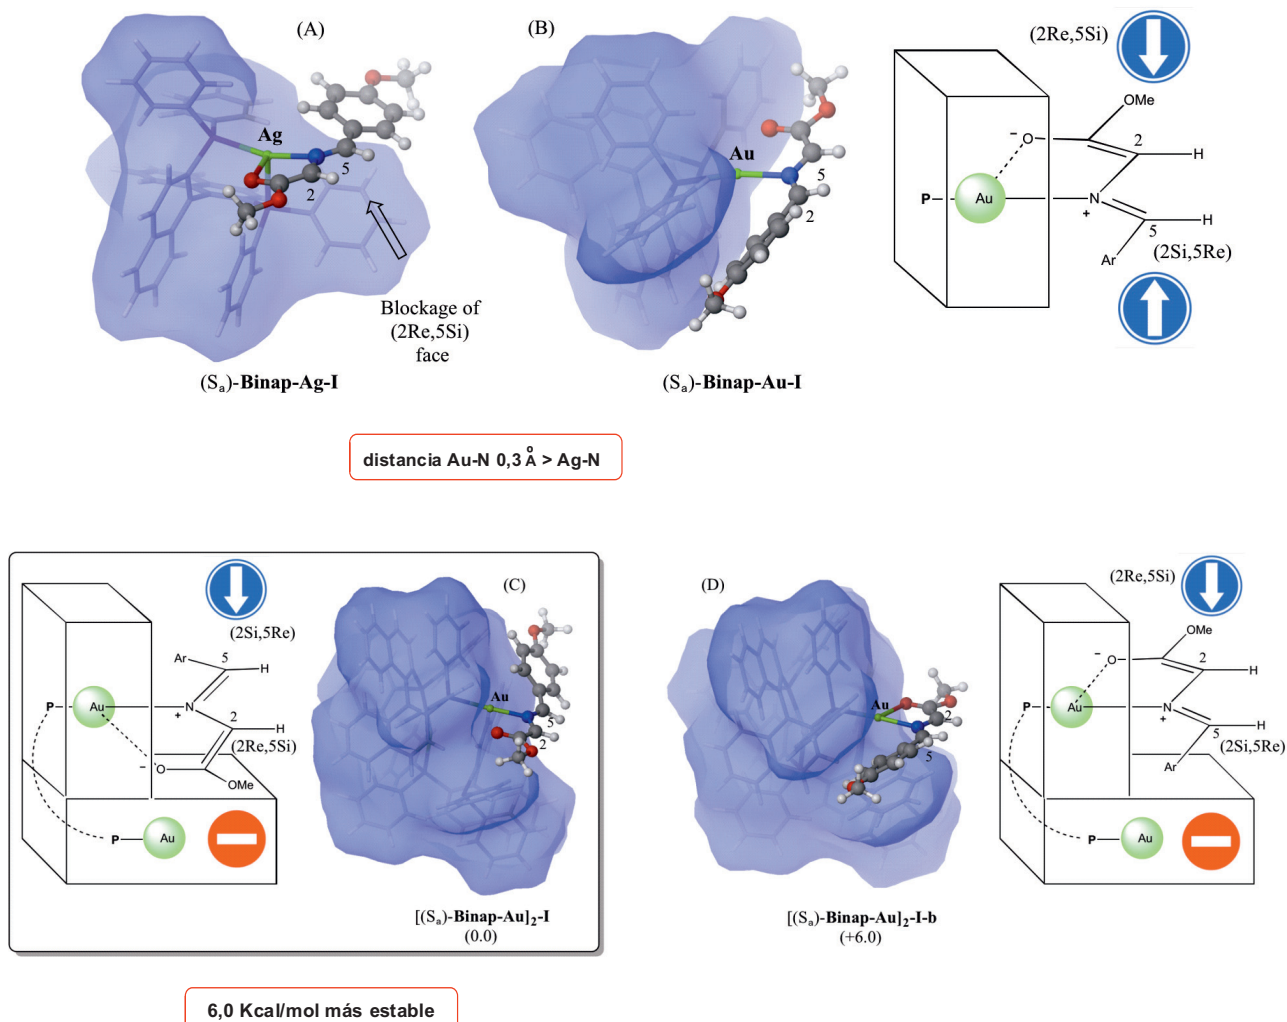 (A)
Ag
5
2
Blockage of
(2Re,5Si)
face
(Sa)-Binap-Ag-I
(B)
Au
5
2
(Sa)-Binap-Au-I
(2Re,5Si)
OMe
− O
2
H
P
Au
N
+
H
5
Ar
(2Si,5Re)
distancia Au-N 0,3 Å > Ag-N
(2Si,5Re)
Ar
5
H
P
Au
N
+
2
H
(2Re,5Si)
− O
OMe
P
Au
(C)
Au
5
2
[(Sa)-Binap-Au]2-I
(0.0)
(D)
Au
2
5
[(Sa)-Binap-Au]2-I-b
(+6.0)
(2Re,5Si)
OMe
− O
2
H
P
Au
N
+
H
5
(2Si,5Re)
Ar
P
Au
6,0 Kcal/mol más estable